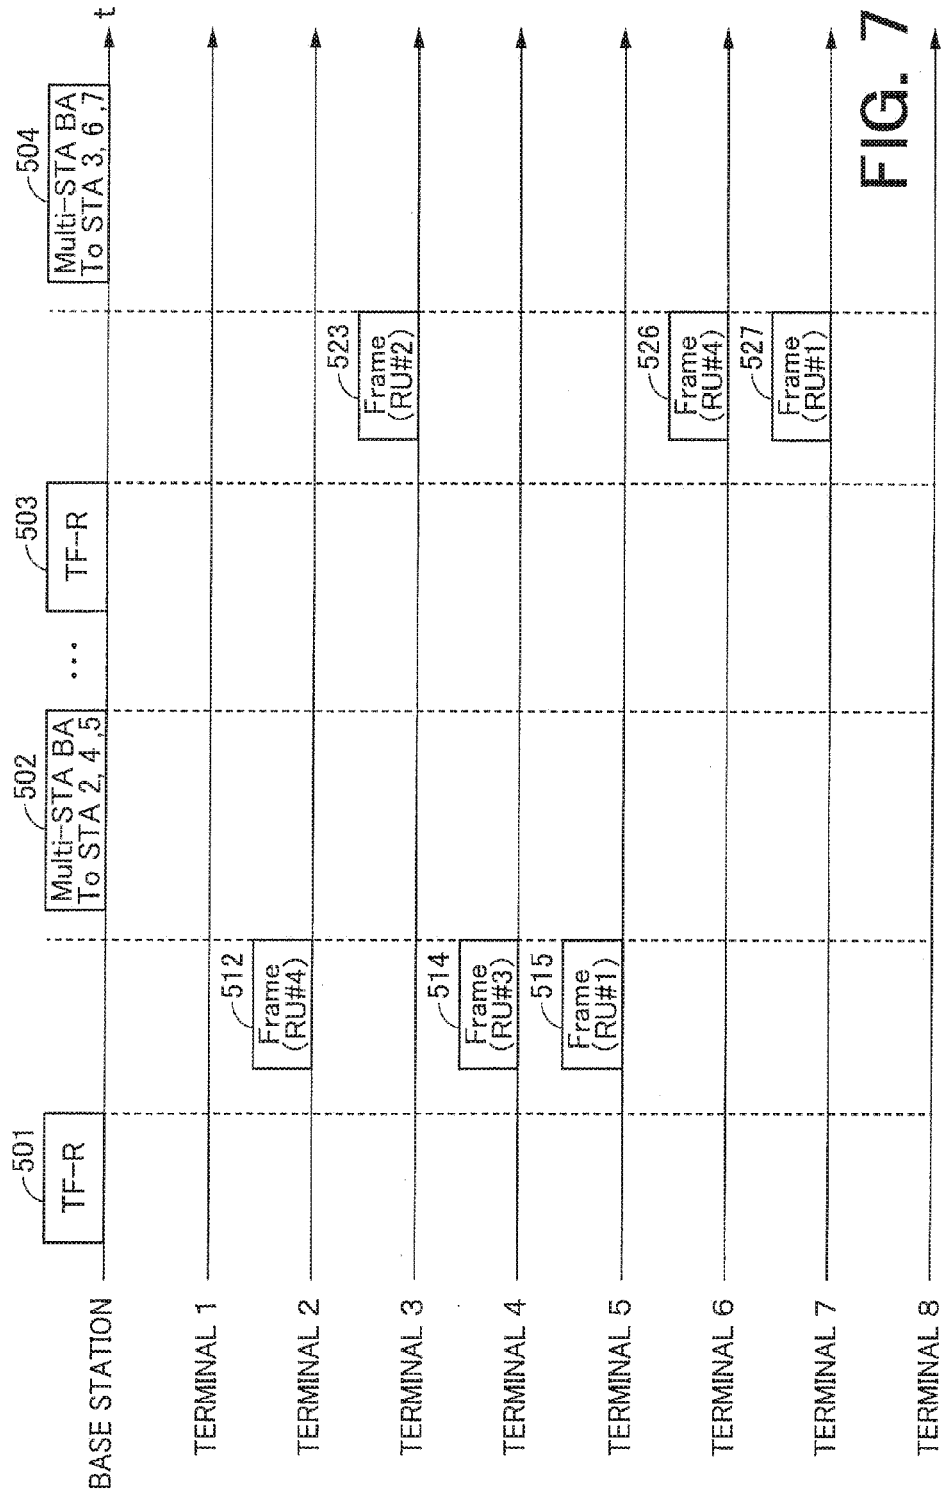 501
TF-R
502
Multi-STA BA
To STA 2, 4 ,5
...
503
TF-R
504
Multi-STA BA
To STA 3, 6 ,7
BASE STATION
t
TERMINAL 1
TERMINAL 2
512
Frame
(RU#4)
TERMINAL 3
523
Frame
(RU#2)
TERMINAL 4
514
Frame
(RU#3)
TERMINAL 5
515
Frame
(RU#1)
TERMINAL 6
526
Frame
(RU#4)
TERMINAL 7
527
Frame
(RU#1)
TERMINAL 8
FIG. 7